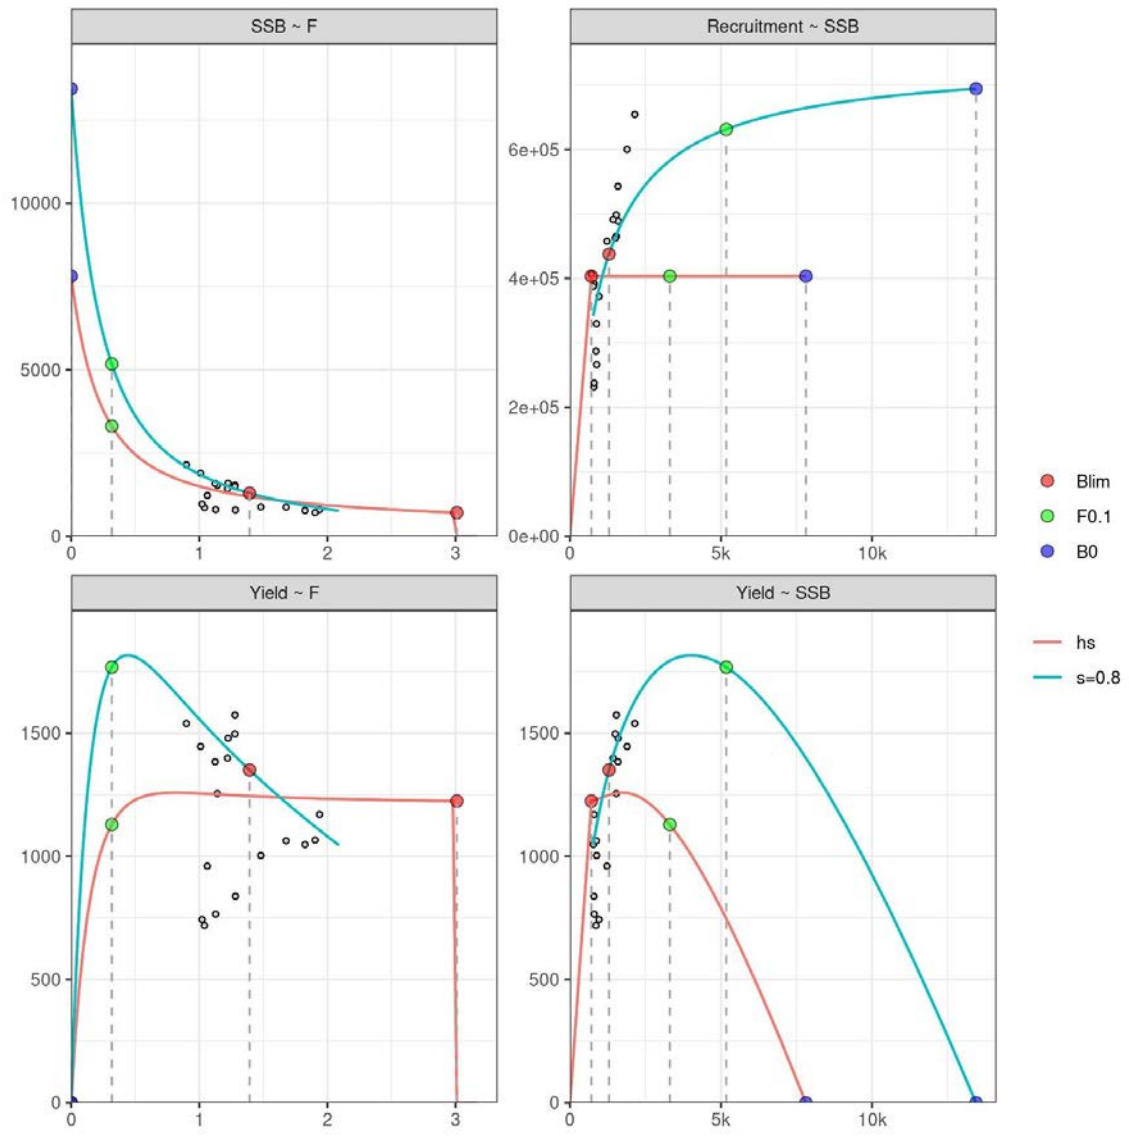 SSB ~ F
Recruitment ~ SSB
10000
5000
0
0 1 2 3
6e+05
4e+05
2e+05
0e+00
0 5k 10k
Yield ~ F
Yield ~ SSB
1500
1000
500
0
0 1 2 3
1500
1000
500
0
0 5k 10k
Blim
F0.1
B0
hs
s=0.8